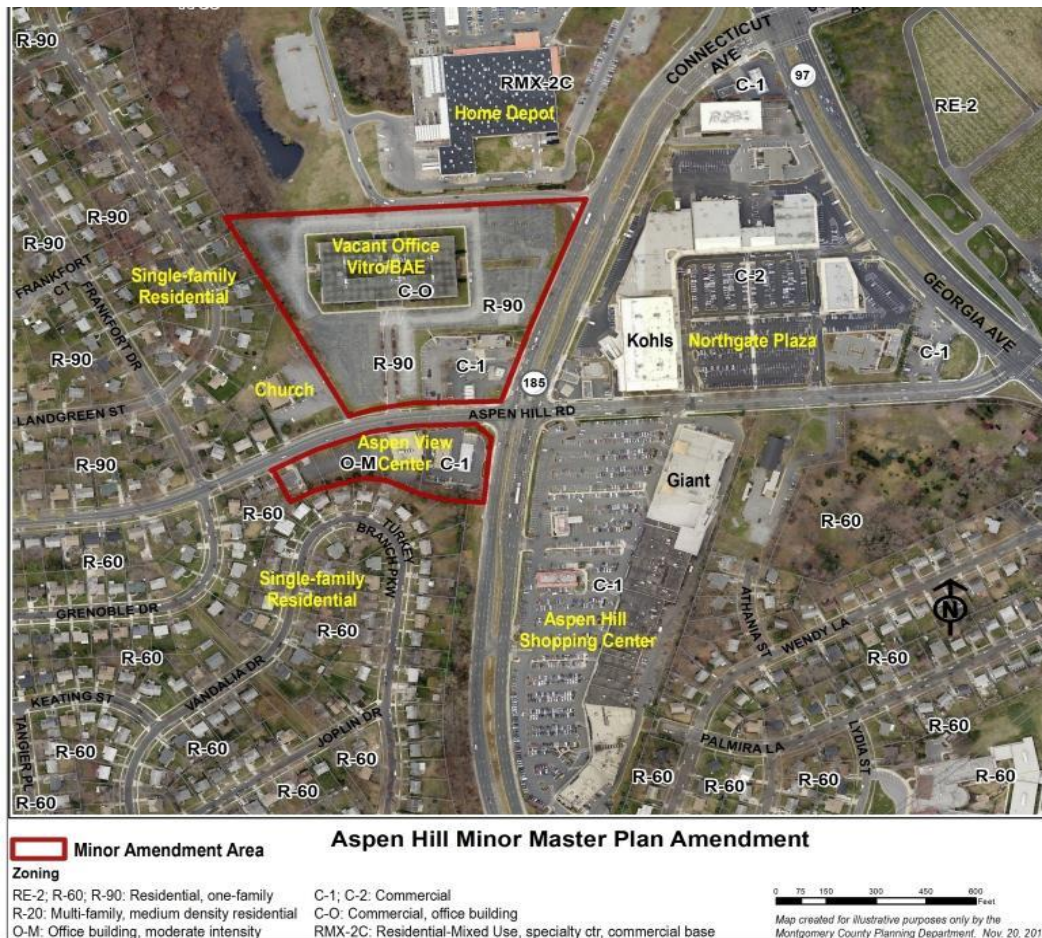 R-90
CONNECTICUT
AVE
97
C-1
RE-2
RMX-2C
Home Depot
R-90
R-90
FRANKFORT
CT
FRANKFORT DR
Single-family
Residential
Vacant Office
Vitro/BAE
C-O
R-90
C-2
GEORGIA AVE
R-90
Kohls
Northgate Plaza
R-90
C-1
C-1
Church
185
LANDGREEN ST
ASPEN HILL RD
R-90
Aspen View
Center
O-M
C-1
Giant
R-60
R-60
TURKEY
BRANCH PKW
R-60
Single-family
Residential
C-1
N
GRENOBLE DR
R-60
Aspen Hill
Shopping Center
ATHANIA ST
WENDY LA
R-60
R-60
R-60
KEATING ST
VANDALIA DR
TANGIER PL
JOPLIN DR
R-60
R-60
R-60
PALMIRA LA
LYDIA ST
R-60
R-60
R-60
R-60
R-60
R-60
Minor Amendment Area
Aspen Hill Minor Master Plan Amendment
Zoning
RE-2; R-60; R-90: Residential, one-family
R-20: Multi-family, medium density residential
O-M: Office building, moderate intensity
C-1; C-2: Commercial
C-O: Commercial, office building
RMX-2C: Residential-Mixed Use, specialty ctr, commercial base
0 75 150 300 450 600
Feet
Map created for illustrative purposes only by the
Montgomery County Planning Department, Nov. 20, 201